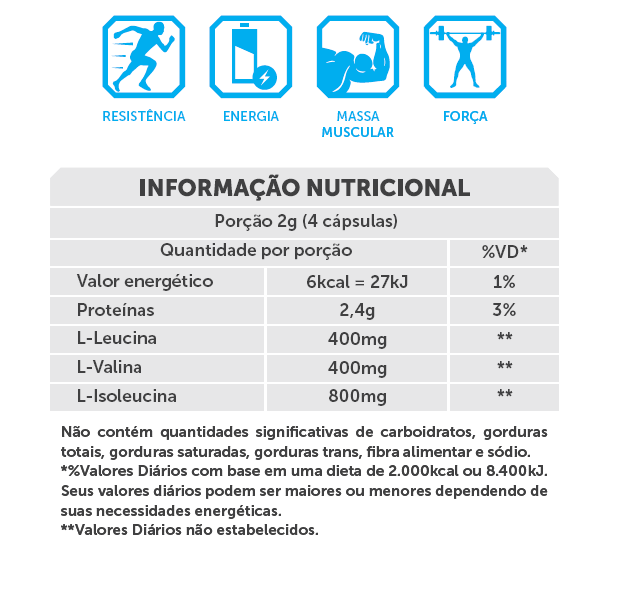 RESISTÊNCIA
ENERGIA
MASSA
MUSCULAR
FORÇA
INFORMAÇÃO NUTRICIONAL
Porção 2g (4 cápsulas)
Quantidade por porção %VD*
Valor energético 6kcal = 27kJ 1%
Proteínas 2,4g 3%
L-Leucina 400mg **
L-Valina 400mg **
L-Isoleucina 800mg **
Não contém quantidades significativas de carboidratos, gorduras
totais, gorduras saturadas, gorduras trans, fibra alimentar e sódio.
*%Valores Diários com base em uma dieta de 2.000kcal ou 8.400kJ.
Seus valores diários podem ser maiores ou menores dependendo de
suas necessidades energéticas.
**Valores Diários não estabelecidos.